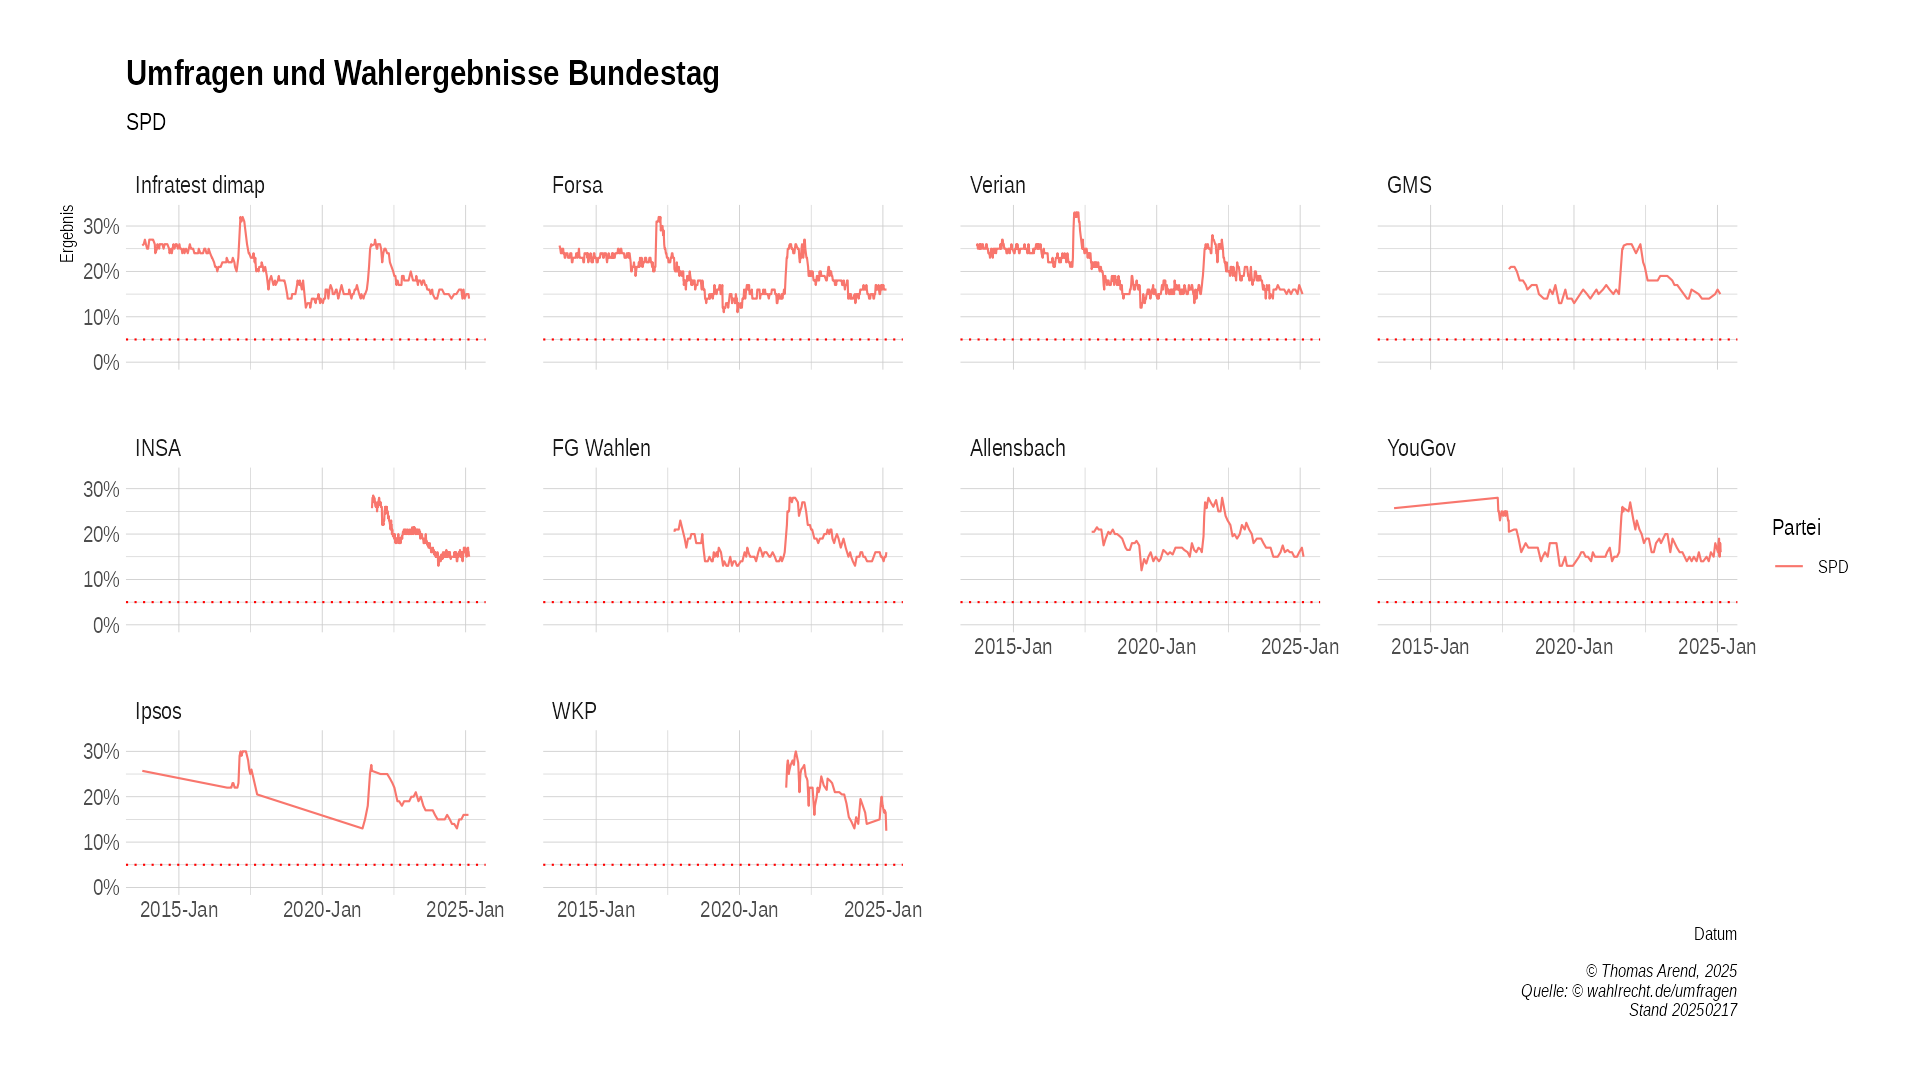 Umfragen und Wahlergebnisse Bundestag
SPD
Infratest dimap
Forsa
Verian
GMS
Ergebnis
30%
20%
10%
0%
INSA
FG Wahlen
Allensbach
YouGov
30%
20%
10%
0%
2015-Jan 2020-Jan 2025-Jan
2015-Jan 2020-Jan 2025-Jan
Partei
SPD
Ipsos
WKP
30%
20%
10%
0%
2015-Jan 2020-Jan 2025-Jan
2015-Jan 2020-Jan 2025-Jan
Datum
© Thomas Arend, 2025
Quelle: © wahlrecht.de/umfragen
Stand 20250217